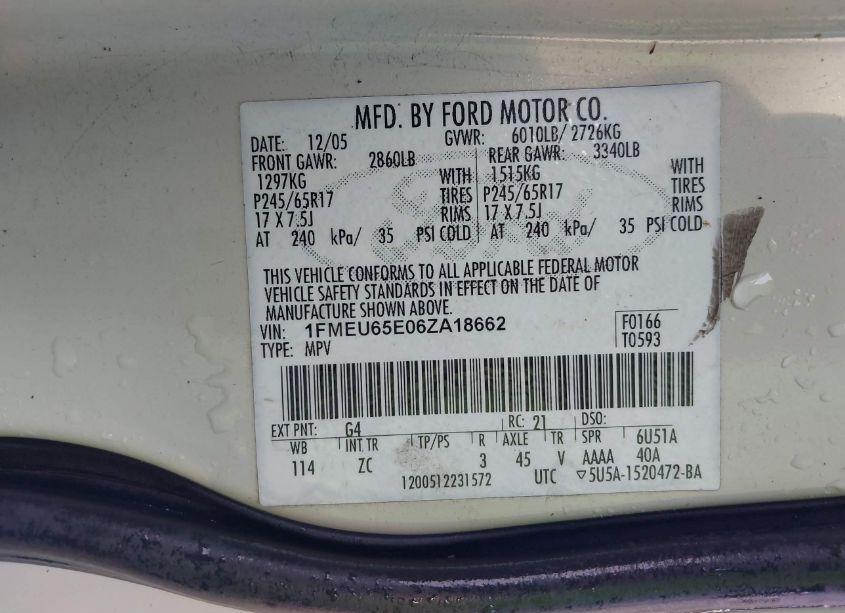 MFD. BY FORD MOTOR CO.
DATE: 12/05 GVWR: 6010LB/ 2726KG
FRONT GAWR: 2860LB REAR GAWR: 3340LB
1297KG WITH 1515KG WITH
P245/65R17 TIRES P245/65R17 TIRES
17 X 7.5J RIMS 17 X 7.5J RIMS
AT 240 kPa/ 35 PSI COLD AT 240 kPa/ 35 PSI COLD
THIS VEHICLE CONFORMS TO ALL APPLICABLE FEDERAL MOTOR
VEHICLE SAFETY STANDARDS IN EFFECT ON THE DATE OF
MANUFACTURE SHOWN ABOVE.
VIN: 1FMEU65E06ZA18662 F0166
TYPE: MPV T0593
EXT PNT: G4 RC: 21 DSO:
WB INT TR TP/PS R AXLE TR SPR 6U51A
114 ZC 3 45 V AAAA 40A
1200512231572 UTC ▽5U5A-1520472-BA